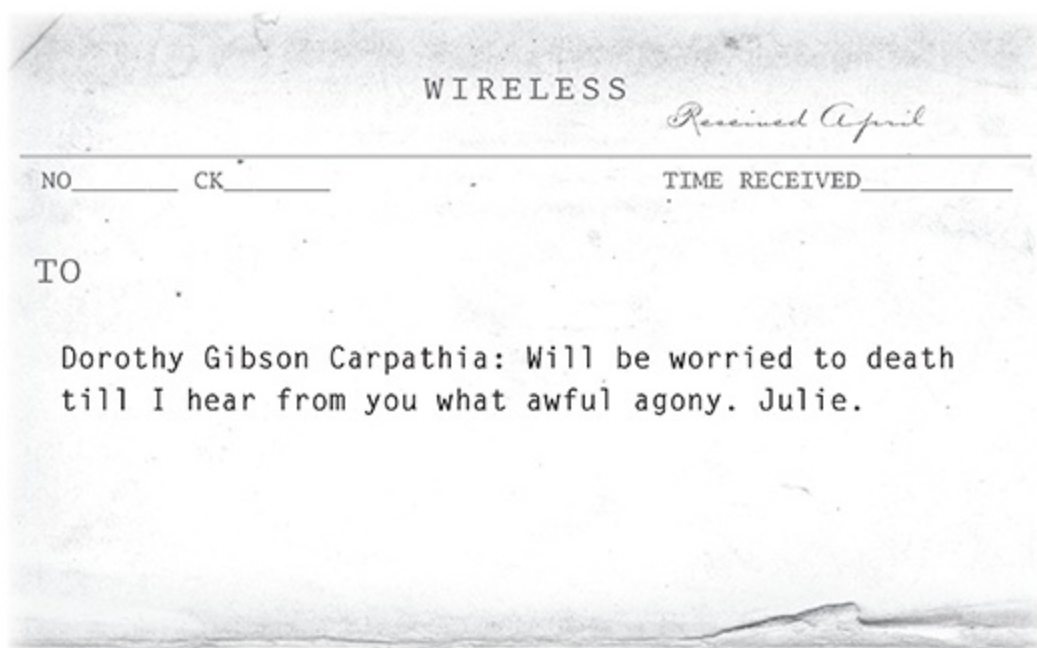 WIRELESS
Received April
NO________ CK________ TIME RECEIVED___________
TO
Dorothy Gibson Carpathia: Will be worried to death
till I hear from you what awful agony. Julie.